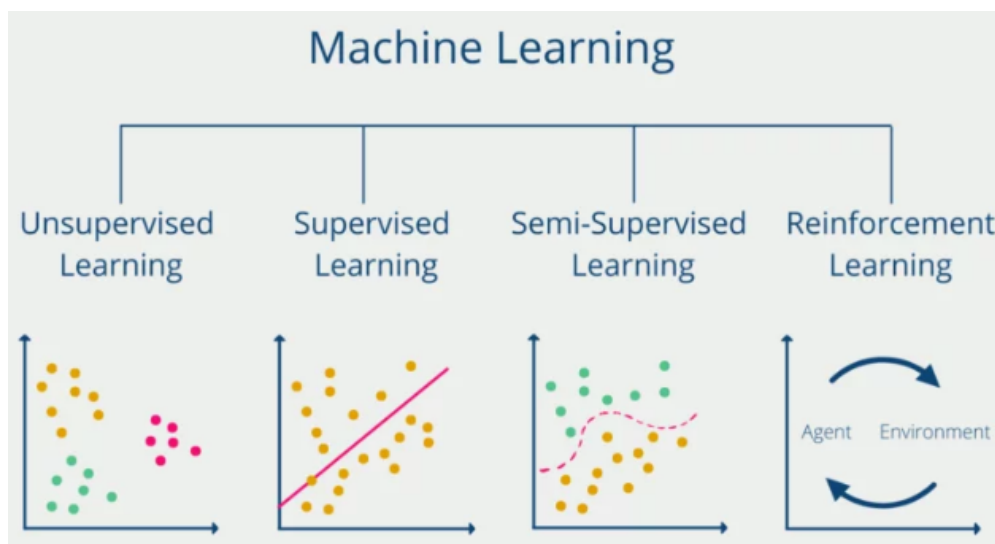 Machine Learning
Unsupervised
Learning
Supervised
Learning
Semi-Supervised
Learning
Reinforcement
Learning
Agent
Environment